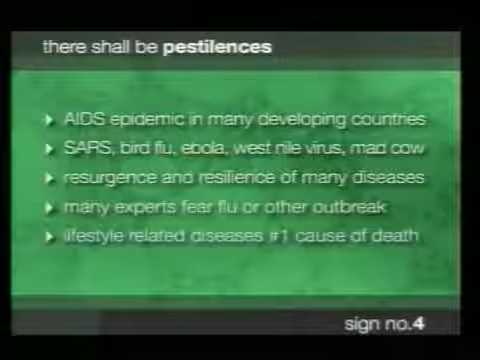 there shall be pestilences
AIDS epidemic in many developing countries
SARS, bird flu, ebola, west nile virus, mad cow
resurgence and resilience of many diseases
many experts fear flu or other outbreak
lifestyle related diseases #1 cause of death
sign no.4